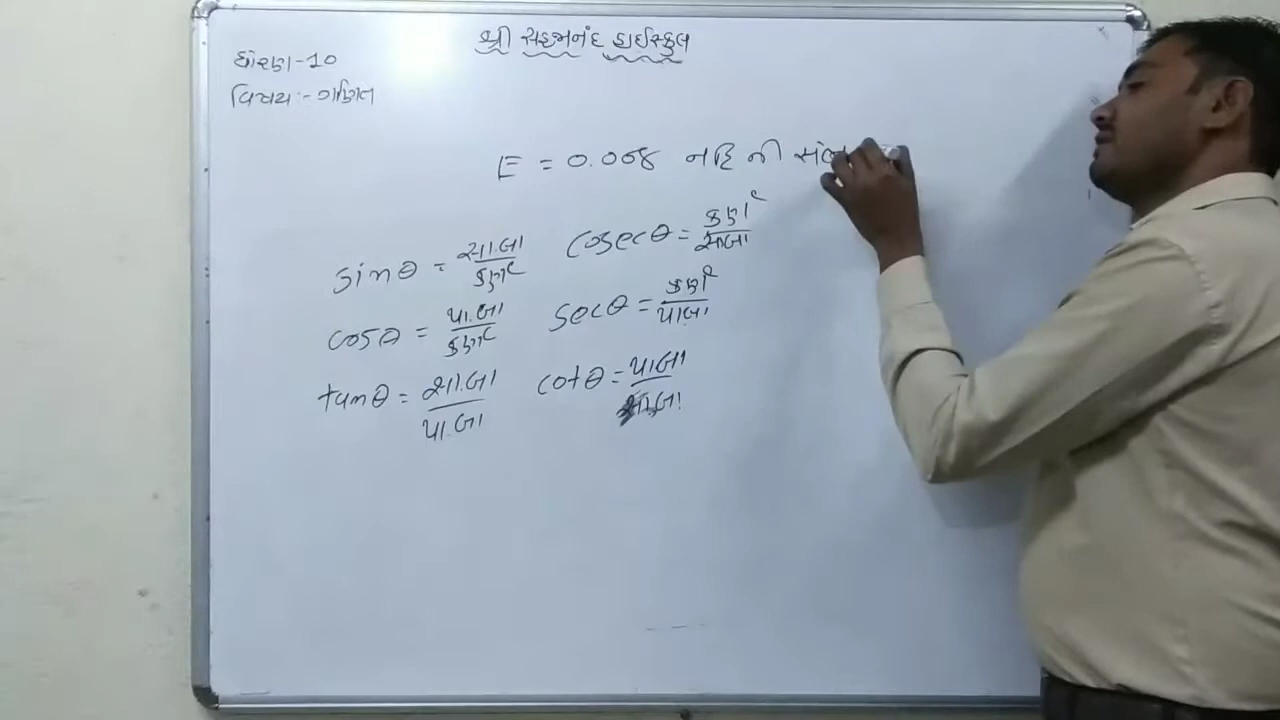 શ્રી સહજાનંદ હાઈસ્કુલ
ધોરણ-10
વિષય:- ગણિત
E = 0.008 નહિ ની
sinθ = સા.બા / કર્ણ cosecθ = કર્ણ / સાબા
cosθ = પા.બા / કર્ણ secθ = કર્ણ / પાબા
tanθ = સા.બા / પા.બા cotθ = પાબા / સાબા